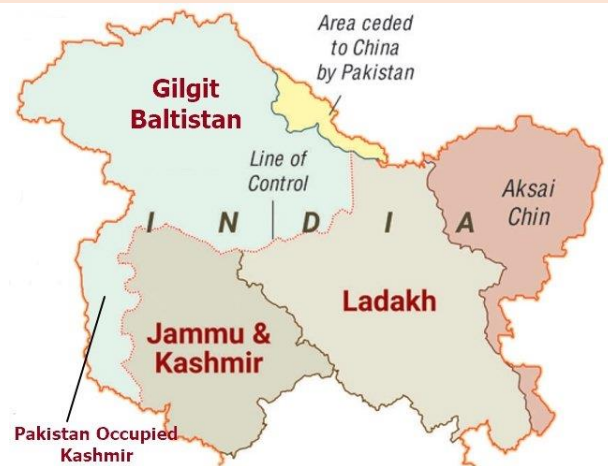 Area ceded
to China
by Pakistan
Gilgit
Baltistan
Line of
Control
Aksai
Chin
I N D I A
Ladakh
Jammu &
Kashmir
Pakistan Occupied
Kashmir